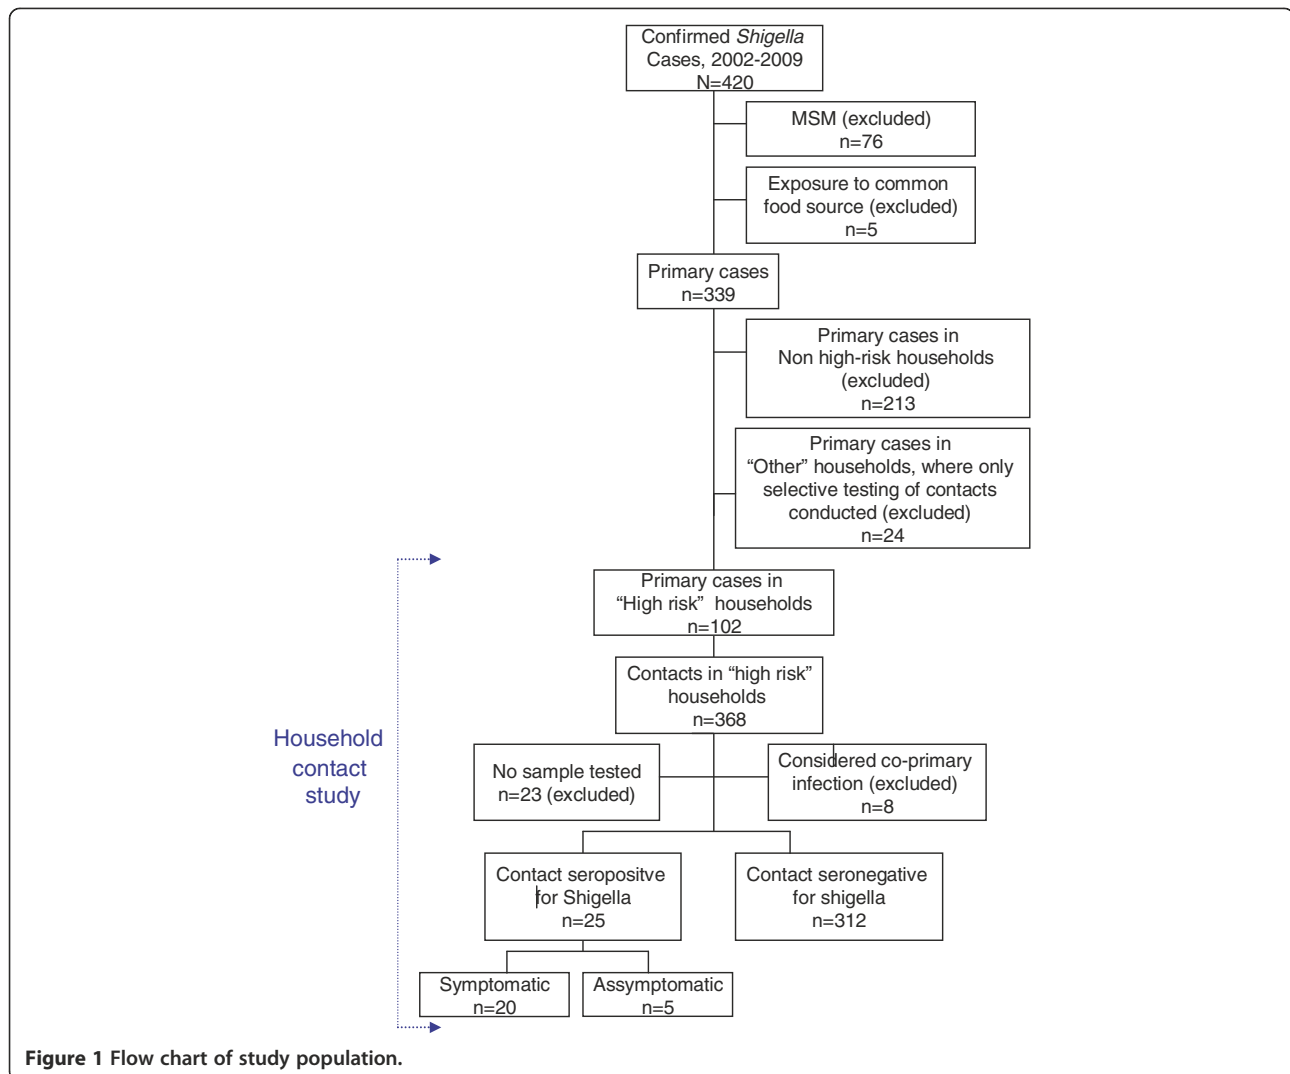 Confirmed Shigella
Cases, 2002-2009
N=420
MSM (excluded)
n=76
Exposure to common
food source (excluded)
n=5
Primary cases
n=339
Primary cases in
Non high-risk households
(excluded)
n=213
Primary cases in
“Other” households, where only
selective testing of contacts
conducted (excluded)
n=24
Primary cases in
“High risk” households
n=102
Contacts in “high risk”
households
n=368
Household
contact
study
No sample tested
n=23 (excluded)
Considered co-primary
infection (excluded)
n=8
Contact seropositve
for Shigella
n=25
Contact seronegative
for shigella
n=312
Symptomatic
n=20
Assymptomatic
n=5
Figure 1 Flow chart of study population.